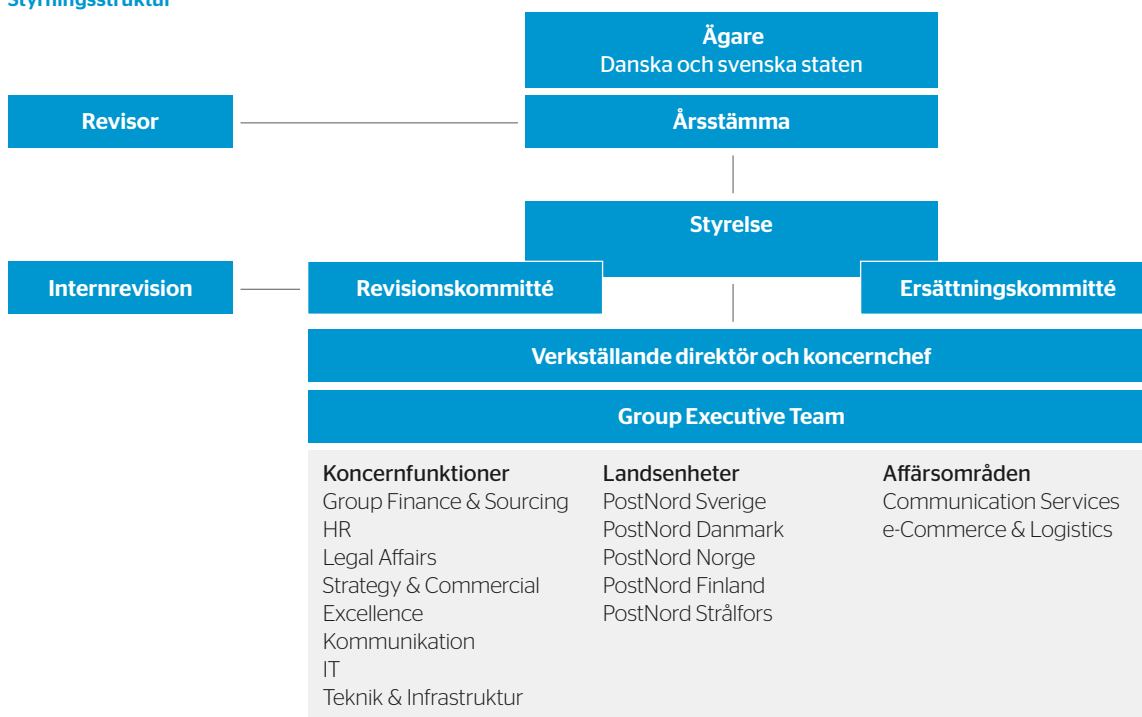 Styrningsstruktur
Ägare
Danska och svenska staten
Revisor
Årsstämma
Styrelse
Internrevision
Revisionskommitté
Ersättningskommitté
Verkställande direktör och koncernchef
Group Executive Team
Koncernfunktioner
Group Finance & Sourcing
HR
Legal Affairs
Strategy & Commercial
Excellence
Kommunikation
IT
Teknik & Infrastruktur
Landsenheter
PostNord Sverige
PostNord Danmark
PostNord Norge
PostNord Finland
PostNord Strålfors
Affärsområden
Communication Services
e-Commerce & Logistics